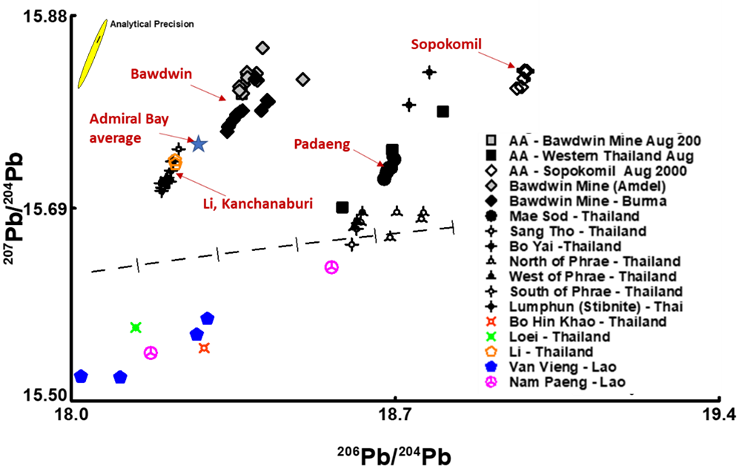 15.88
Analytical Precision
Sopokomil
Bawdwin
Admiral Bay
average
Padaeng
Li, Kanchanaburi
15.69
207Pb/204Pb
AA - Bawdwin Mine Aug 200
AA - Western Thailand Aug
AA - Sopokomil Aug 2000
Bawdwin Mine (Amdel)
Bawdwin Mine - Burma
Mae Sod - Thailand
Sang Tho - Thailand
Bo Yai -Thailand
North of Phrae - Thailand
West of Phrae - Thailand
South of Phrae - Thailand
Lumphun (Stibnite) - Thai
Bo Hin Khao - Thailand
Loei - Thailand
Li - Thailand
Van Vieng - Lao
Nam Paeng - Lao
15.50
18.0
18.7
19.4
206Pb/204Pb